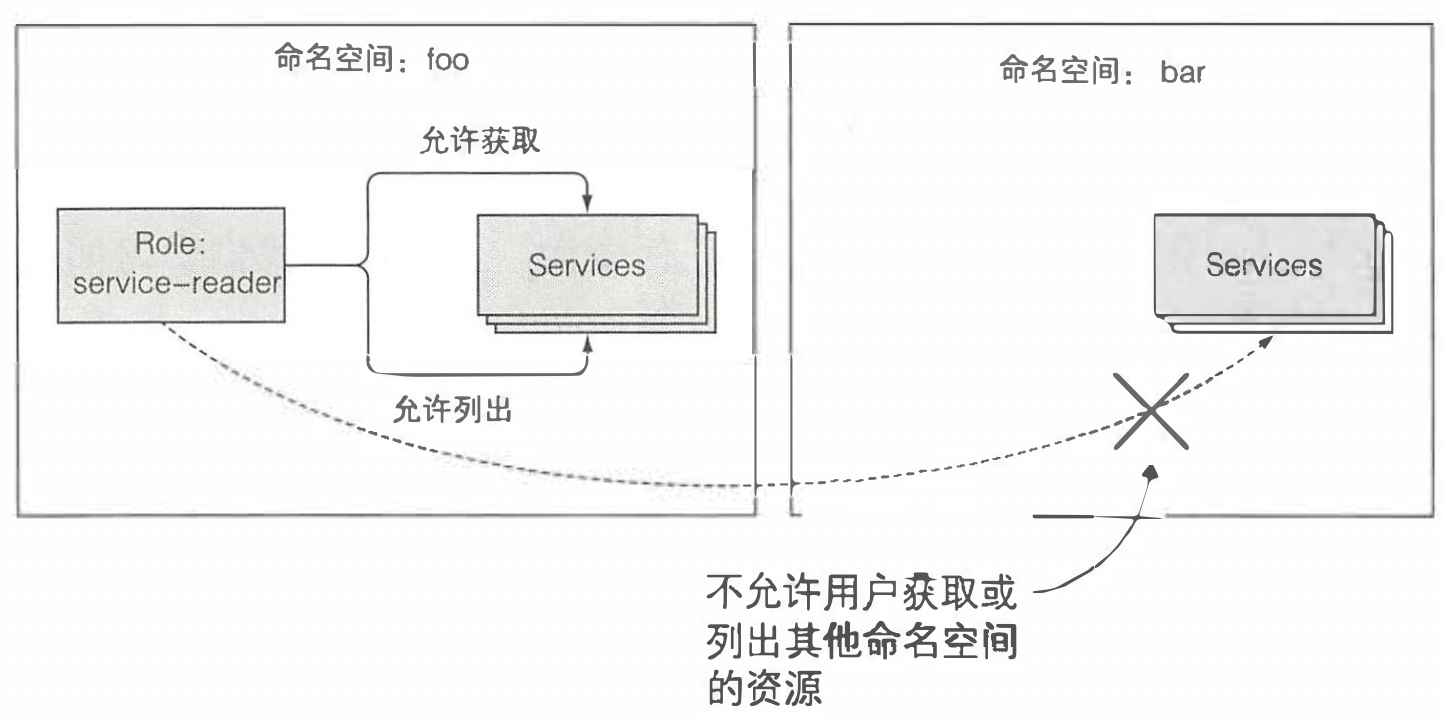 命名空间：foo
命名空间： bar
允许获取
Role:
service-reader
Services
Services
允许列出
不允许用户获取或
列出其他命名空间
的资源